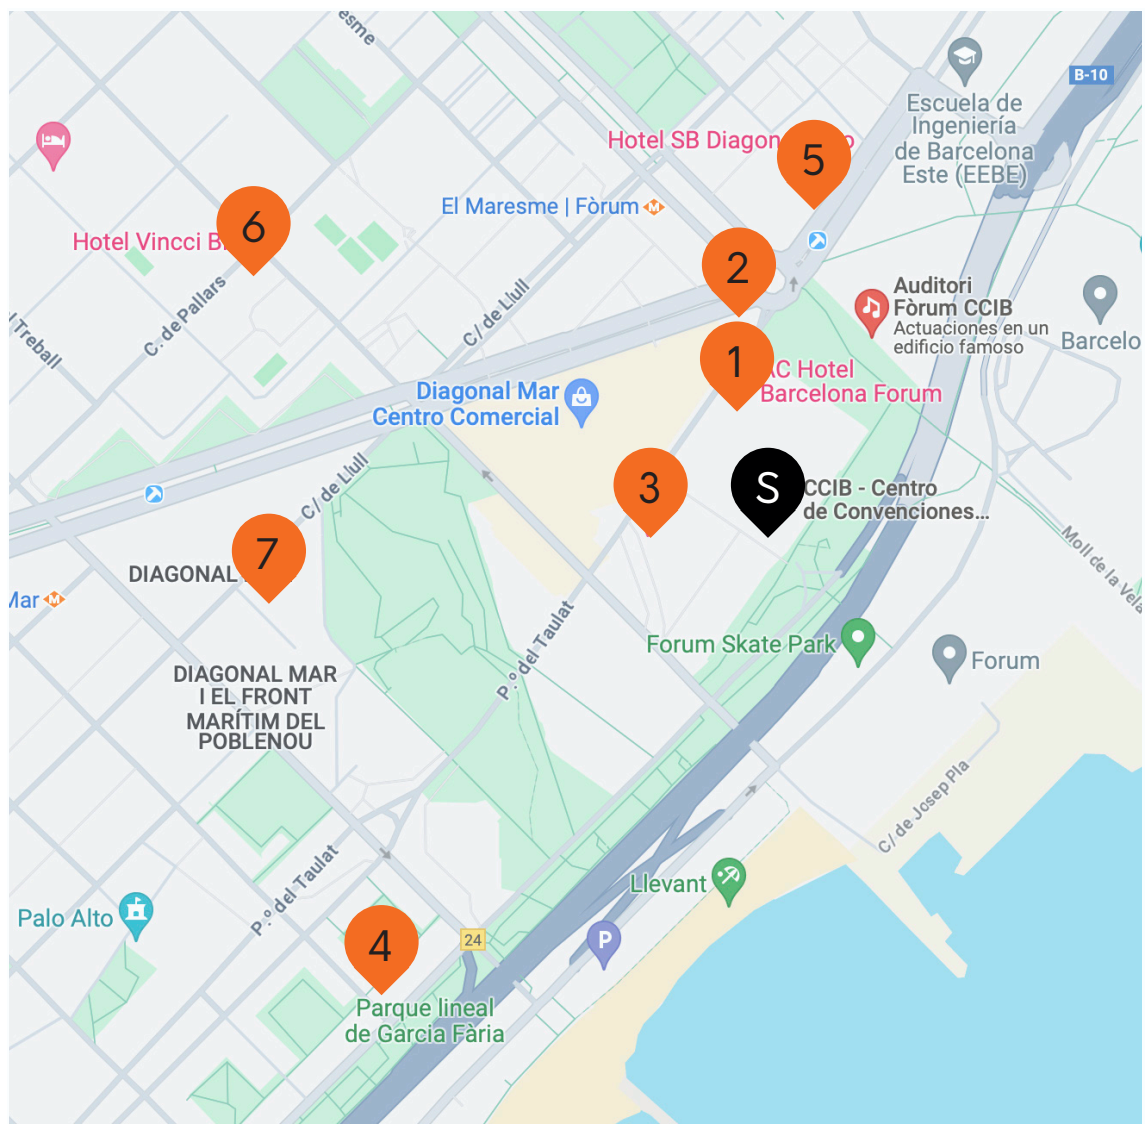 esme
B-10
Escuela de
Ingeniería
de Barcelona
Este (EEBE)
Hotel SB Diagon
5
El Maresme | Fòrum
M
6
Hotel Vincci B
2
C. de Pallars
C/ de Llull
Treball
Auditori
Fòrum CCIB
Actuaciones en un
edificio famoso
Barcelo
1
AC Hotel
Barcelona Forum
Diagonal Mar
Centro Comercial
3
S
CCIB - Centro
de Convenciones...
C/ de Llull
7
DIAGONAL
Mar
M
Moll de la Vela
P.º del Taulat
Forum Skate Park
Forum
DIAGONAL MAR
I EL FRONT
MARÍTIM DEL
POBLENOU
C/ de Josep Pla
P.º del Taulat
Llevant
Palo Alto
4
24
P
Parque lineal
de Garcia Fària